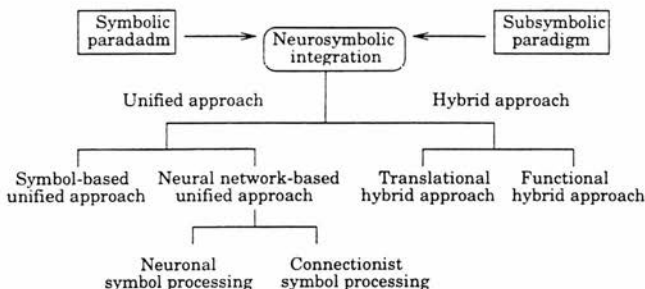 Symbolic
paradadm
Neurosymbolic
integration
Subsymbolic
paradigm
Unified approach
Hybrid approach
Symbol-based
unified approach
Neural network-based
unified approach
Translational
hybrid approach
Functional
hybrid approach
Neuronal
symbol processing
Connectionist
symbol processing